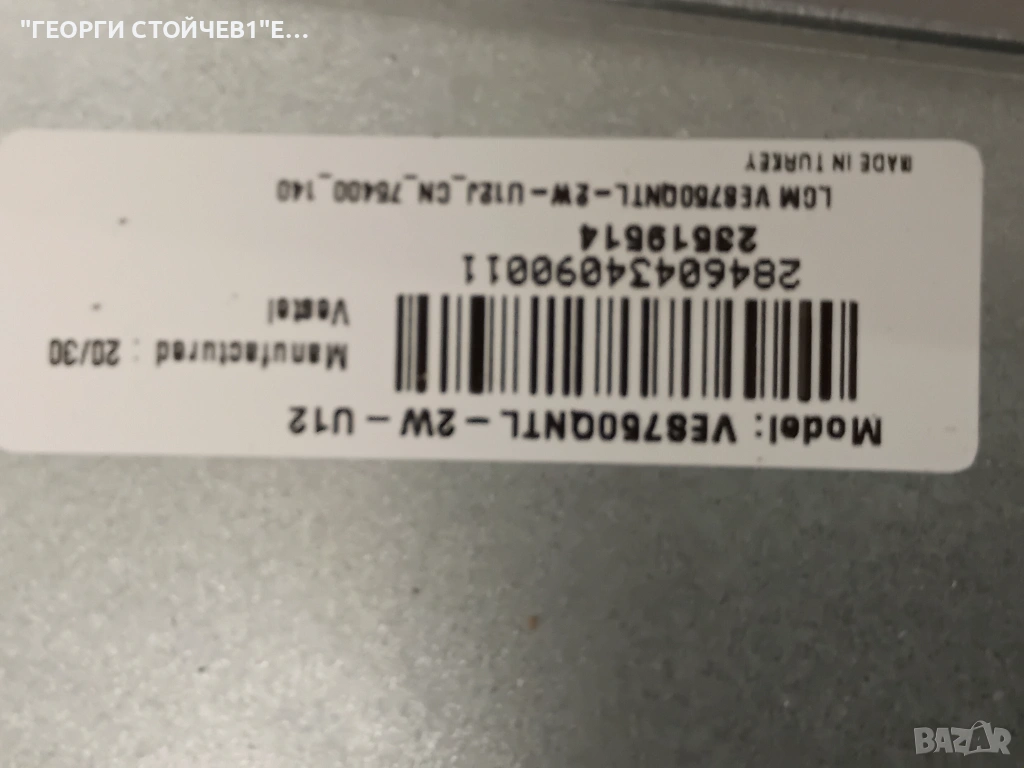 "ГЕОРГИ СТОЙЧЕВ1"Е...
Model: VE8750QNTL-2W-U12
Manufactured : 20/30
Vestel
28460434090011
23519514
LCM VE8750QNTL-2W-U12J_CN_75400_140
MADE IN TURKEY
BAZAR